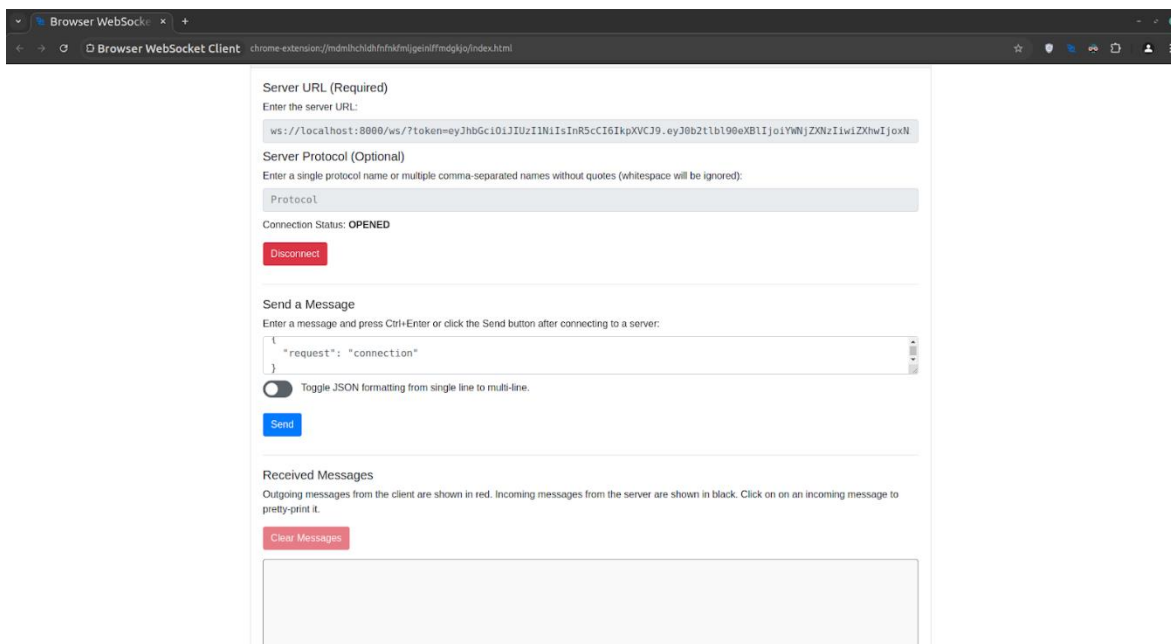 Browser WebSocke
Browser WebSocket Client
chrome-extension://mdmlhchldhfnfnkfmljgeinlffmdgkjo/index.html
Server URL (Required)
Enter the server URL:
ws://localhost:8000/ws/?token=eyJhbGciOiJIUzI1NiIsInR5cCI6IkpXVCJ9.eyJ0b2tlbl90eXBlIjoiYWNjZXNzIiwiZXhwIjoxN
Server Protocol (Optional)
Enter a single protocol name or multiple comma-separated names without quotes (whitespace will be ignored):
Protocol
Connection Status: OPENED
Disconnect
Send a Message
Enter a message and press Ctrl+Enter or click the Send button after connecting to a server:
{
"request": "connection"
}
Toggle JSON formatting from single line to multi-line.
Send
Received Messages
Outgoing messages from the client are shown in red. Incoming messages from the server are shown in black. Click on on an incoming message to
pretty-print it.
Clear Messages